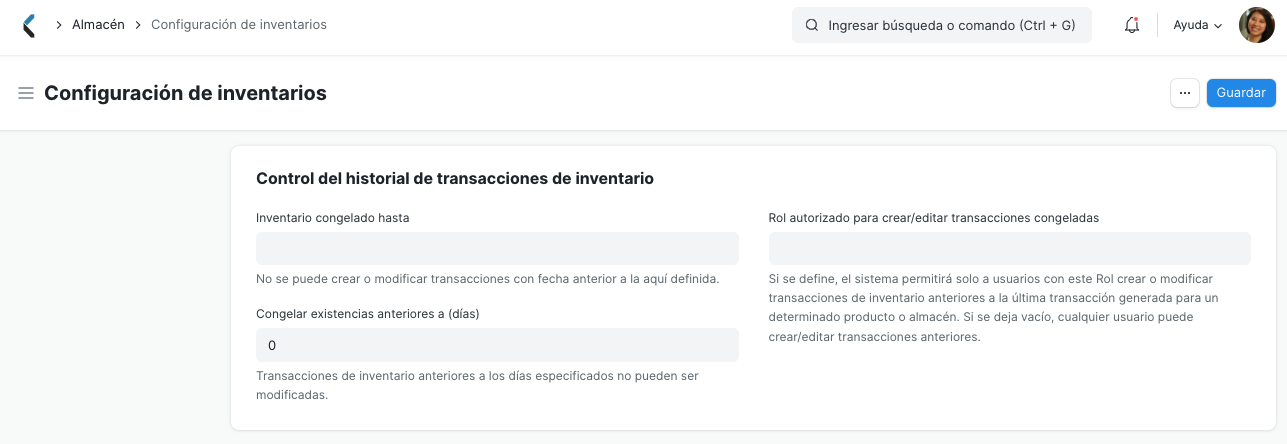 Almacén Configuración de inventarios
Ingresar búsqueda o comando (Ctrl + G)
Ayuda
Configuración de inventarios
...
Guardar
Control del historial de transacciones de inventario
Inventario congelado hasta
No se puede crear o modificar transacciones con fecha anterior a la aquí definida.
Congelar existencias anteriores a (días)
0
Transacciones de inventario anteriores a los días especificados no pueden ser
modificadas.
Rol autorizado para crear/editar transacciones congeladas
Si se define, el sistema permitirá solo a usuarios con este Rol crear o modificar
transacciones de inventario anteriores a la última transacción generada para un
determinado producto o almacén. Si se deja vacío, cualquier usuario puede
crear/editar transacciones anteriores.